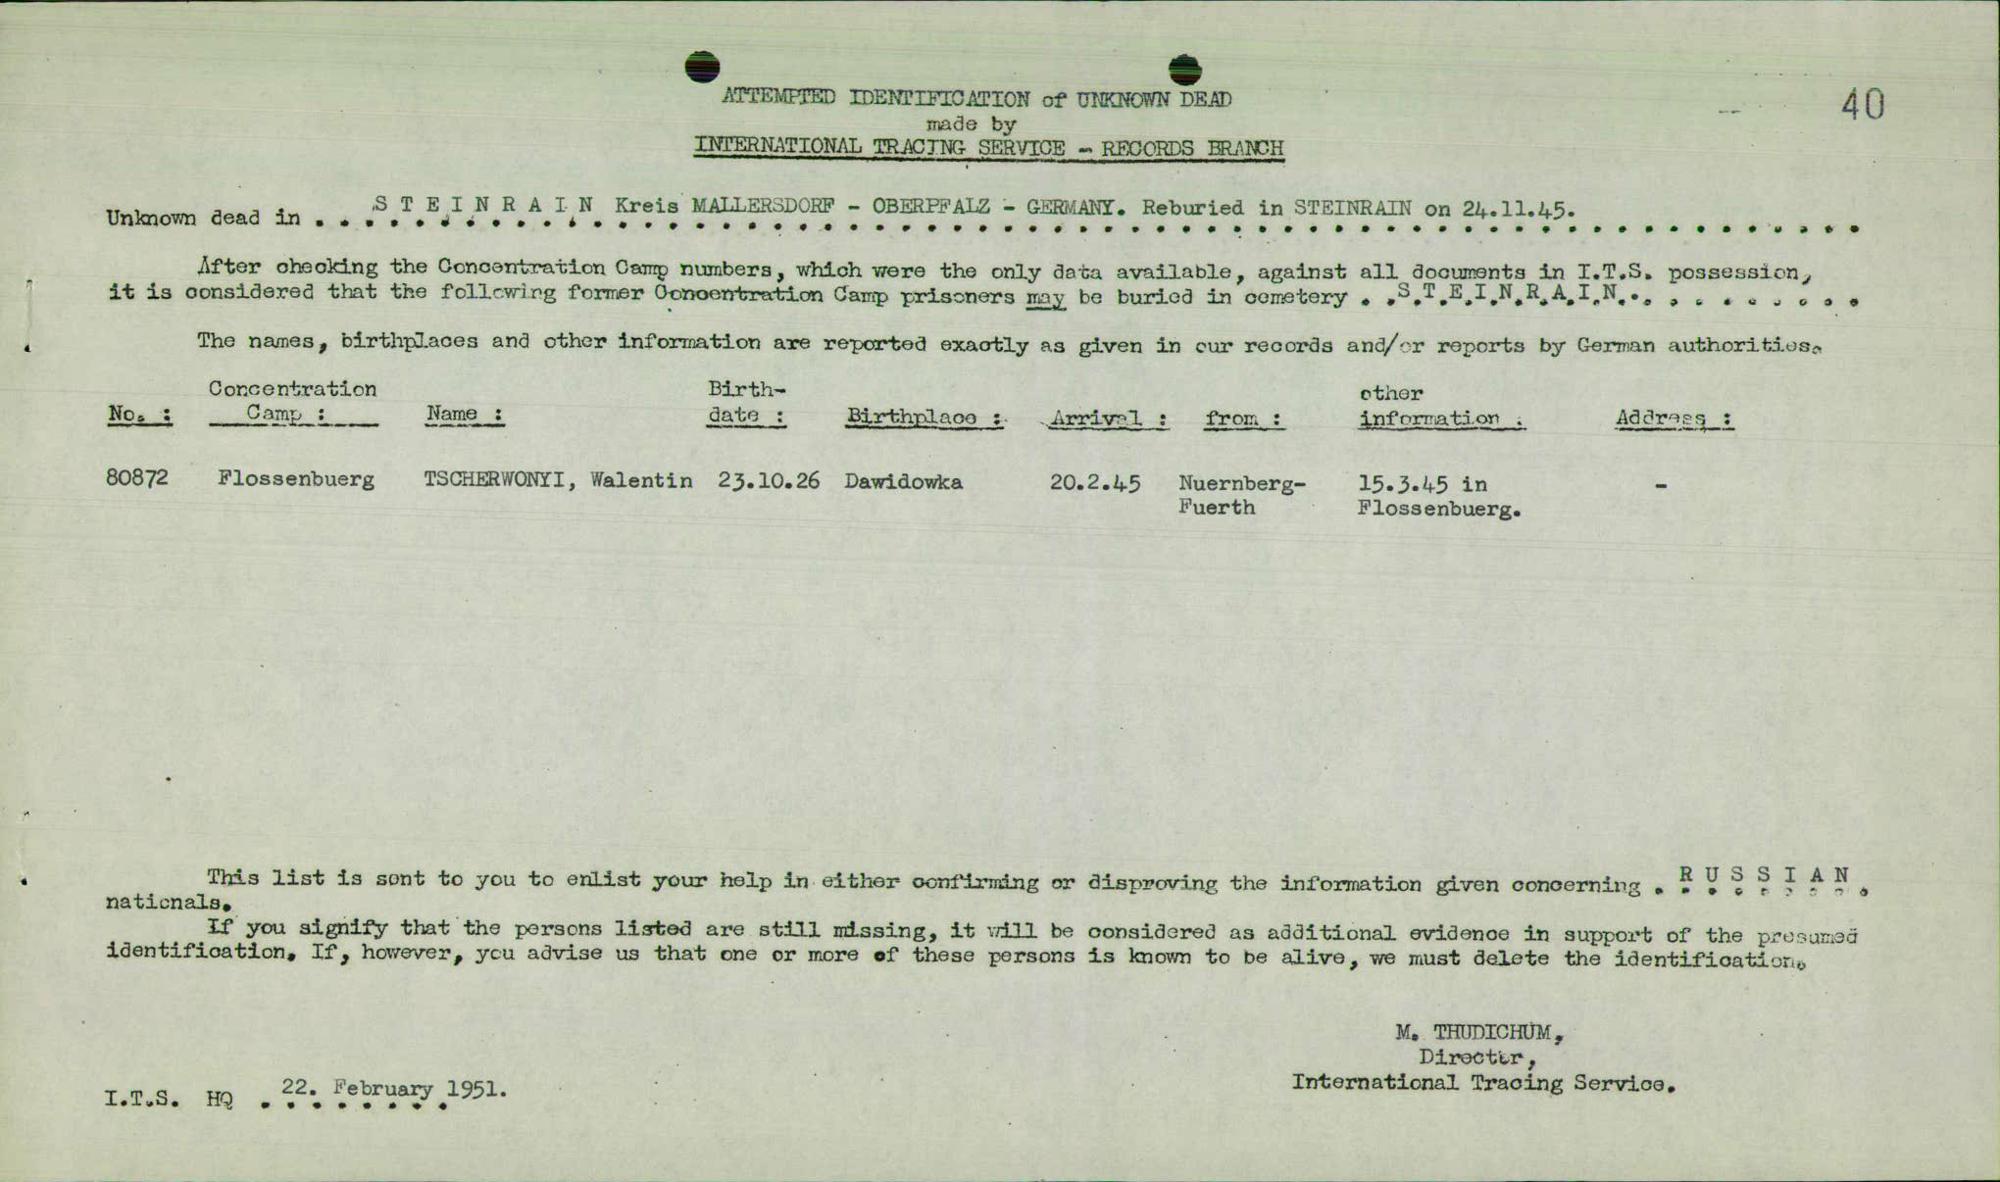 40
ATTEMPTED IDENTIFICATION of UNKNOWN DEAD
made by
INTERNATIONAL TRACING SERVICE - RECORDS BRANCH
Unknown dead in . . S T E I N R A I N Kreis MALLERSDORF - OBERPFALZ - GERMANY. Reburied in STEINRAIN on 24.11.45.
After checking the Concentration Camp numbers, which were the only data available, against all documents in I.T.S. possession,
it is considered that the following former Concentration Camp prisoners may be buried in cemetery . . S.T.E.I.N.R.A.I.N. . . . . . . . . .
The names, birthplaces and other information are reported exactly as given in our records and/or reports by German authorities.
Concentration Birth- other
No. : Camp : Name : date : Birthplace : Arrival : from : information : Address :
80872 Flossenbuerg TSCHERWONYI, Walentin 23.10.26 Dawidowka 20.2.45 Nuernberg- 15.3.45 in -
Fuerth Flossenbuerg.
This list is sent to you to enlist your help in either confirming or disproving the information given concerning . R U S S I A N .
nationals.
If you signify that the persons listed are still missing, it will be considered as additional evidence in support of the presumed
identification. If, however, you advise us that one or more of these persons is known to be alive, we must delete the identification.
M. THUDICHUM,
Director,
International Tracing Service.
I.T.S. HQ . 22. February 1951.